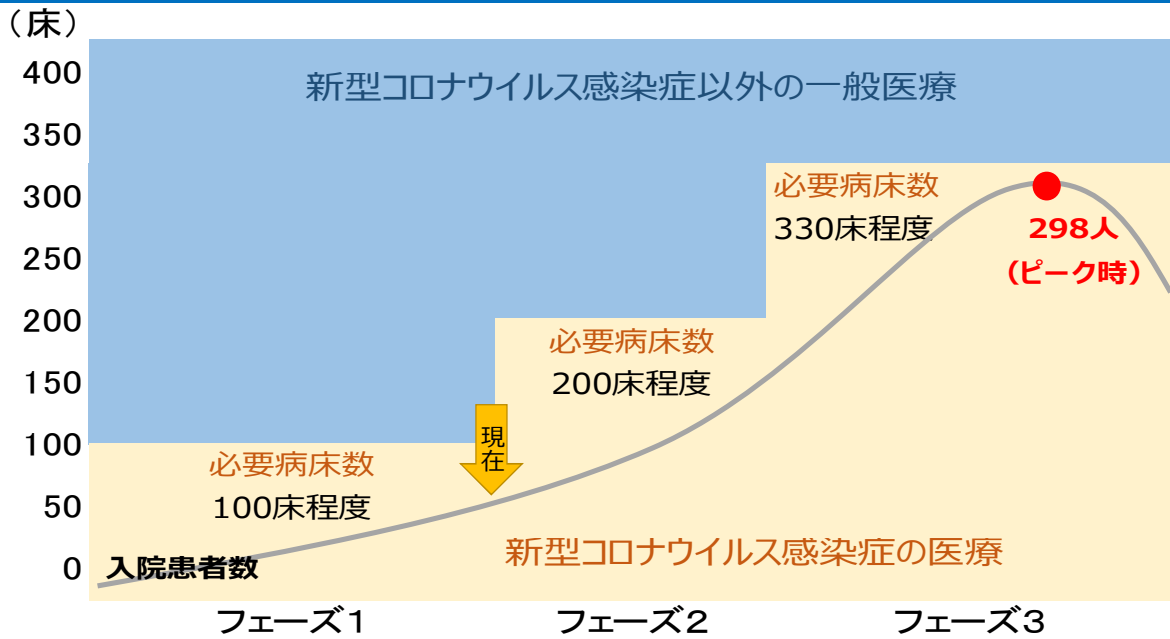 （床）
400
350
300
250
200
150
100
50
0
新型コロナウイルス感染症以外の一般医療
必要病床数
330床程度
298人
（ピーク時）
必要病床数
200床程度
現在
必要病床数
100床程度
入院患者数
新型コロナウイルス感染症の医療
フェーズ１
フェーズ２
フェーズ３